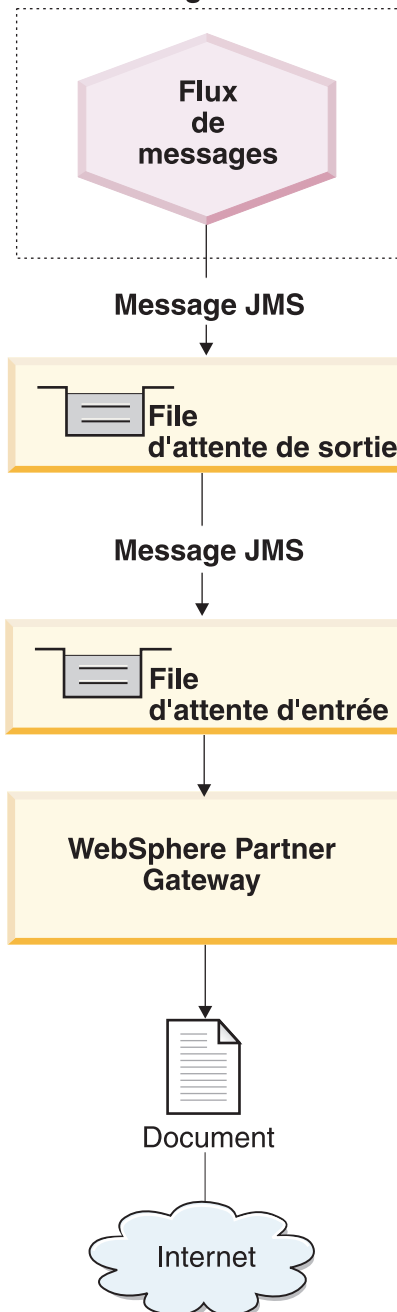 Flux
de
messages
Message JMS
File
d'attente de sortie
Message JMS
File
d'attente d'entrée
WebSphere Partner
Gateway
Document
Internet